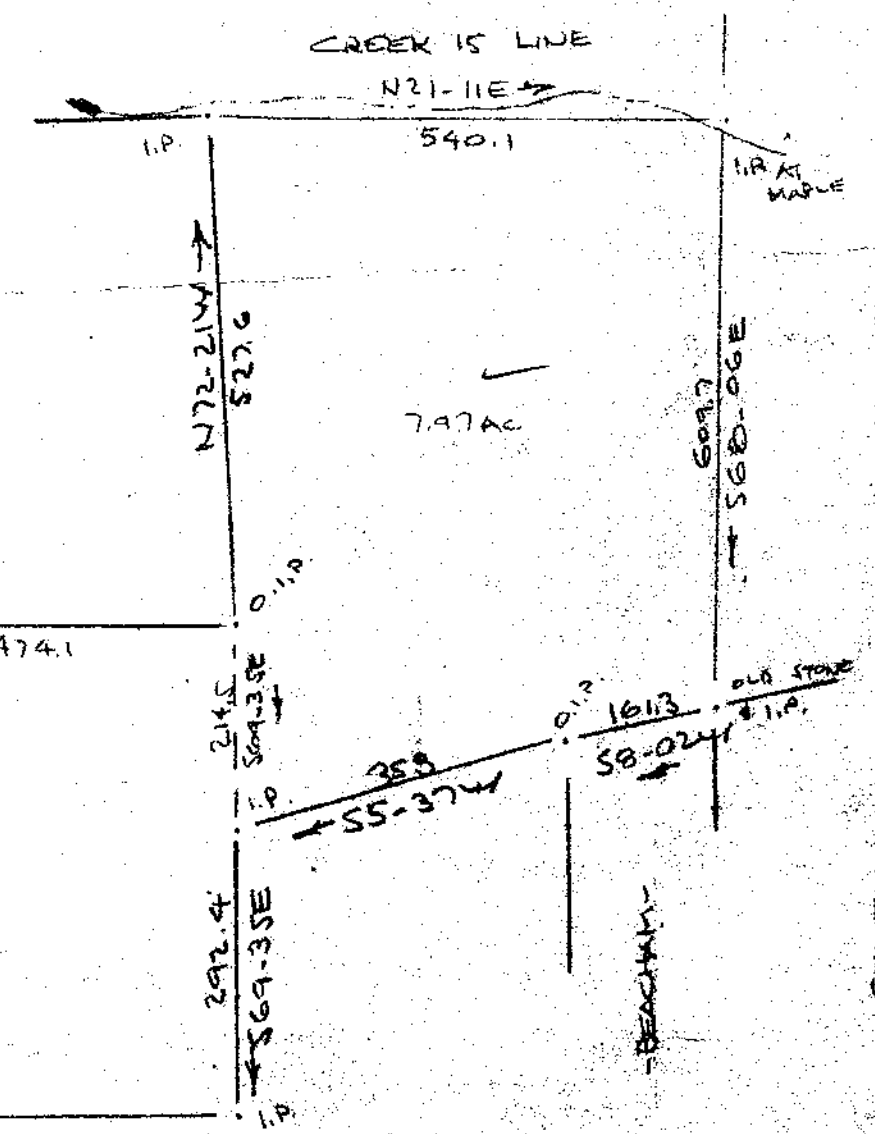 CREEK IS LINE
N21-11E
540.1
I.P.
I.P. AT
MAPLE
N72-21W
527.6
7.97 AC
609.7
S68-06E
O.I.P.
474.1
214.5
S69-35E
OLD STONE
I.P.
O.I.P.
161.3
S8-02W
353
S5-37W
I.P.
292.4
S69-35E
-BEACHAM-
I.P.